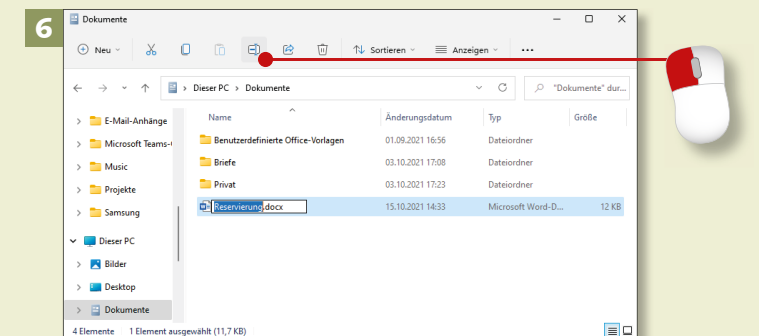 6
Dokumente
Neu
Sortieren
Anzeigen
Dieser PC > Dokumente
"Dokumente" dur...
Name Änderungsdatum Typ Größe
E-Mail-Anhänge
Microsoft Teams-
Music
Projekte
Samsung
Dieser PC
Bilder
Desktop
Dokumente
Benutzerdefinierte Office-Vorlagen 01.09.2021 16:56 Dateiordner
Briefe 03.10.2021 17:08 Dateiordner
Privat 03.10.2021 17:23 Dateiordner
Reservierung.docx 15.10.2021 14:33 Microsoft Word-D... 12 KB
4 Elemente 1 Element ausgewählt (11,7 KB)